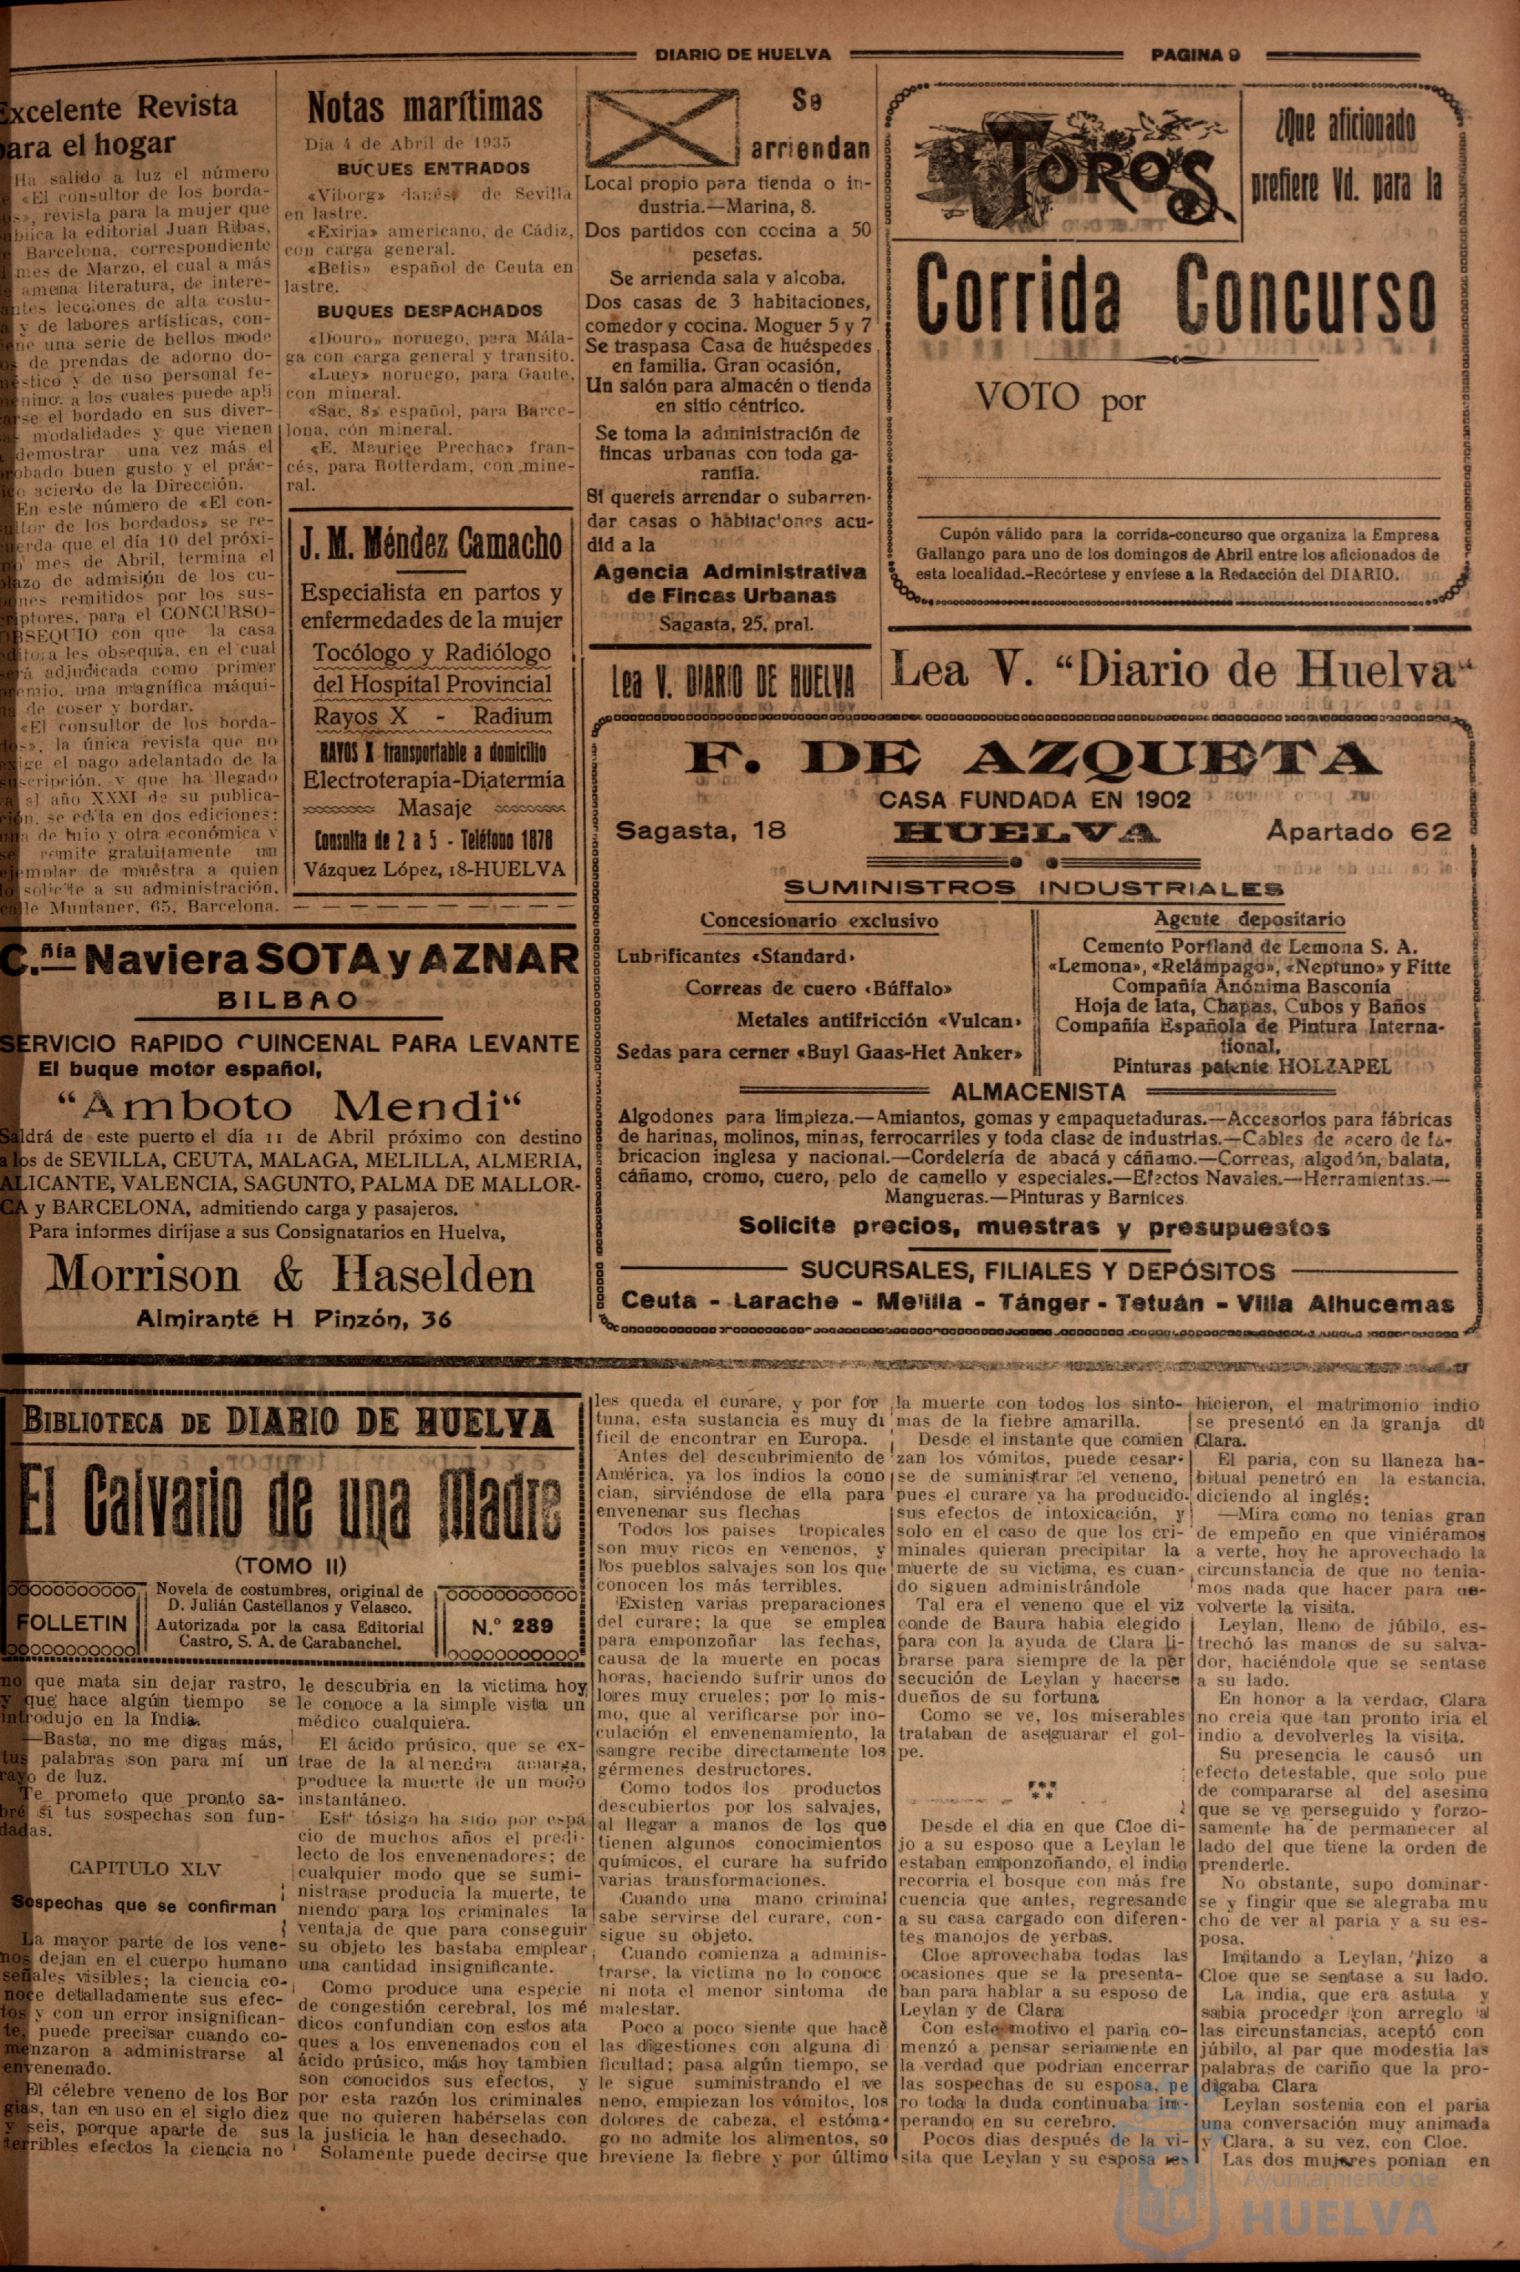 DIARIO DE HUELVA
PAGINA 9
Excelente Revista
para el hogar
Ha salido a luz el número
«El consultor de los borda-
revista para la mujer que
la editorial Juan Ribas,
Barcelona, correspondiente
mes de Marzo, el cual a más
amena literatura, de intere-
lecciones de alta costu-
y de labores artísticas, con-
una serie de bellos mode
de prendas de adorno do-
y de uso personal fe-
a los cuales puede apli
el bordado en sus diver-
modalidades y que vienen
demostrar una vez más el
buen gusto y el prác-
acierto de la Dirección.
En este número de «El con-
de los bordados» se re-
que el día 10 del próxi-
mes de Abril, termina el
de admisión de los cu-
remitidos por los sus-
para el CONCURSO-
OBSEQUIO con que la casa
les obsequia, en el cual
adjudicada como primer
una magnífica máqui-
de coser y bordar.
«El consultor de los borda-
la única revista que no
el pago adelantado de la
y que ha llegado
al año XXXI de su publica-
se edita en dos ediciones:
de lujo y otra económica y
remite gratuitamente un
de muestra a quien
solicite a su administración,
calle Muntaner, 65, Barcelona.
Notas marítimas
Dia 4 de Abril de 1935
BUQUES ENTRADOS
«Viborg» danés, de Sevilla
en lastre.
«Exiria» americano, de Cádiz,
con carga general.
«Betis» español de Ceuta en
lastre.
BUQUES DESPACHADOS
«Douro» noruego, para Mála-
ga con carga general y transito.
«Luey» noruego, para Gante,
con mineral.
«Sac, 8» español, para Barce-
lona, con mineral.
«E. Maurice Prechac» fran-
cés, para Rotterdam, con mine-
ral.
J. M. Méndez Camacho
Especialista en partos y
enfermedades de la mujer
Tocólogo y Radiólogo
del Hospital Provincial
Rayos X - Radium
RAYOS X transportable a domicilio
Electroterapia-Diatermia
Masaje
Consulta de 2 a 5 - Teléfono 1878
Vázquez López, 18-HUELVA
Se
arriendan
Local propio para tienda o in-
dustria.—Marina, 8.
Dos partidos con cocina a 50
pesetas.
Se arrienda sala y alcoba.
Dos casas de 3 habitaciones,
comedor y cocina. Moguer 5 y 7
Se traspasa Casa de huéspedes
en familia. Gran ocasión,
Un salón para almacén o tienda
en sitio céntrico.
Se toma la administración de
fincas urbanas con toda ga-
rantía.
Si quereis arrendar o subarren-
dar casas o habitaciones acu-
did a la
Agencia Administrativa
de Fincas Urbanas
Sagasta, 25, pral.
Lea V. DIARIO DE HUELVA
TOROS
¿Que aficionado
prefiere Vd. para la
Corrida Concurso
VOTO por
Cupón válido para la corrida-concurso que organiza la Empresa
Gallango para uno de los domingos de Abril entre los aficionados de
esta localidad.-Recórtese y envíese a la Redacción del DIARIO.
Lea V. "Diario de Huelva"
F. DE AZQUETA
CASA FUNDADA EN 1902
Sagasta, 18 HUELVA Apartado 62
SUMINISTROS INDUSTRIALES
Concesionario exclusivo
Lubrificantes «Standard»
Correas de cuero «Búffalo»
Metales antifricción «Vulcan»
Sedas para cerner «Buyl Gaas-Het Anker»
Agente depositario
Cemento Portland de Lemona S. A.
«Lemona», «Relámpago», «Neptuno» y Fitte
Compañía Anónima Basconia
Hoja de lata, Chapas, Cubos y Baños
Compañía Española de Pintura Interna-
tional,
Pinturas patente HOLZAPEL
ALMACENISTA
Algodones para limpieza.—Amiantos, gomas y empaquetaduras.—Accesorios para fábricas
de harinas, molinos, minas, ferrocarriles y toda clase de industrias.—Cables de acero de fa-
bricacion inglesa y nacional.—Cordelería de abacá y cáñamo.—Correas, algodón, balata,
cáñamo, cromo, cuero, pelo de camello y especiales.—Efectos Navales.—Herramientas.—
Mangueras.—Pinturas y Barnices
Solicite precios, muestras y presupuestos
SUCURSALES, FILIALES Y DEPÓSITOS
Ceuta - Larache - Melilla - Tánger - Tetuán - Villa Alhucemas
C.ñía Naviera SOTA y AZNAR
BILBAO
SERVICIO RAPIDO QUINCENAL PARA LEVANTE
El buque motor español,
"Amboto Mendi"
Saldrá de este puerto el día 11 de Abril próximo con destino
a los de SEVILLA, CEUTA, MALAGA, MELILLA, ALMERIA,
ALICANTE, VALENCIA, SAGUNTO, PALMA DE MALLOR-
CA y BARCELONA, admitiendo carga y pasajeros.
Para informes diríjase a sus Consignatarios en Huelva,
Morrison & Haselden
Almirante H Pinzón, 36
BIBLIOTECA DE DIARIO DE HUELVA
El Calvario de una Madre
(TOMO II)
FOLLETIN
Novela de costumbres, original de
D. Julián Castellanos y Velasco.
Autorizada por la casa Editorial
Castro, S. A. de Carabanchel.
N.º 289
no que mata sin dejar rastro,
y que hace algún tiempo se
introdujo en la India.
—Basta, no me digas más,
tus palabras son para mí un
rayo de luz.
Te prometo que pronto sa-
bré si tus sospechas son fun-
dadas.
CAPITULO XLV
Sospechas que se confirman
La mayor parte de los vene-
nos dejan en el cuerpo humano
señales visibles; la ciencia co-
noce detalladamente sus efec-
tos y con un error insignifican-
te, puede precisar cuando co-
menzaron a administrarse al
envenenado.
El célebre veneno de los Bor
gias, tan en uso en el siglo diez
y seis, porque aparte de sus
terribles efectos la ciencia no
le descubria en la victima hoy
le conoce a la simple vista un
médico cualquiera.
El ácido prúsico, que se ex-
trae de la almendra amarga,
produce la muerte de un modo
instantáneo.
Este tósigo ha sido por espa
cio de muchos años el predi-
lecto de los envenenadores; de
cualquier modo que se sumi-
nistrase producia la muerte, te
niendo para los criminales la
ventaja de que para conseguir
su objeto les bastaba emplear
una cantidad insignificante.
Como produce una especie
de congestión cerebral, los mé
dicos confundian con estos ata
ques a los envenenados con el
ácido prúsico, más hoy tambien
son conocidos sus efectos, y
por esta razón los criminales
que no quieren habérselas con
la justicia le han desechado.
Solamente puede decirse que
les queda el curare, y por for
tuna, esta sustancia es muy di
ficil de encontrar en Europa.
Antes del descubrimiento de
América, ya los indios la cono
cian, sirviéndose de ella para
envenenar sus flechas
Todos los paises tropicales
son muy ricos en venenos, y
los pueblos salvajes son los que
conocen los más terribles.
Existen varias preparaciones
del curare; la que se emplea
para emponzoñar las fechas,
causa de la muerte en pocas
horas, haciendo sufrir unos do
lores muy crueles; por lo mis-
mo, que al verificarse por ino-
culación el envenenamiento, la
sangre recibe directamente los
gérmenes destructores.
Como todos los productos
descubiertos por los salvajes,
al llegar a manos de los que
tienen algunos conocimientos
químicos, el curare ha sufrido
varias transformaciones.
Cuando una mano criminal
sabe servirse del curare, con-
sigue su objeto.
Cuando comienza a adminis-
trarse, la victima no lo conoce
ni nota el menor sintoma de
malestar.
Poco a poco siente que hace
las digestiones con alguna di
ficultad; pasa algún tiempo, se
le sigue suministrando el ve
neno, empiezan los vómitos, los
dolores de cabeza, el estóma-
go no admite los alimentos, so
breviene la fiebre y por último
la muerte con todos los sinto-
mas de la fiebre amarilla.
Desde el instante que comien
zan los vómitos, puede cesar-
se de suministrar el veneno,
pues el curare ya ha producido
sus efectos de intoxicación, y
solo en el caso de que los cri-
minales quieran precipitar la
muerte de su victima, es cuan-
do siguen administrándole
Tal era el veneno que el viz
conde de Baura habia elegido
para con la ayuda de Clara li-
brarse para siempre de la per
secución de Leylan y hacerse
dueños de su fortuna
Como se ve, los miserables
trataban de aseguarar el gol-
pe.
***
**
Desde el dia en que Cloe di-
jo a su esposo que a Leylan le
estaban emponzoñando, el indio
recorria el bosque con más fre
cuencia que antes, regresando
a su casa cargado con diferen-
tes manojos de yerbas.
Cloe aprovechaba todas las
ocasiones que se la presenta-
ban para hablar a su esposo de
Leylan y de Clara
Con este motivo el paria co-
menzó a pensar seriamente en
la verdad que podrian encerrar
las sospechas de su esposa, pe
ro toda la duda continuaba im-
perando en su cerebro.
Pocos dias después de la vi-
sita que Leylan y su esposa les
hicieron, el matrimonio indio
se presentó en la granja de
Clara.
El paria, con su llaneza ha-
bitual penetró en la estancia,
diciendo al inglés:
—Mira como no tenias gran
de empeño en que viniéramos
a verte, hoy he aprovechado la
circunstancia de que no tenia-
mos nada que hacer para de-
volverte la visita.
Leylan, lleno de júbilo, es-
trechó las manos de su salva-
dor, haciéndole que se sentase
a su lado.
En honor a la verdad, Clara
no creia que tan pronto iria el
indio a devolverles la visita.
Su presencia le causó un
efecto detestable, que solo pue
de compararse al del asesino
que se ve perseguido y forzo-
samente ha de permanecer al
lado del que tiene la orden de
prenderle.
No obstante, supo dominar-
se y fingir que se alegraba mu
cho de ver al paria y a su es-
posa.
Imitando a Leylan, hizo a
Cloe que se sentase a su lado.
La india, que era astuta y
sabia proceder con arreglo a
las circunstancias, aceptó con
júbilo, al par que modestia las
palabras de cariño que la pro-
digaba Clara
Leylan sostenia con el paria
una conversación muy animada
y Clara, a su vez, con Cloe.
Las dos mujeres ponian en
Ayuntamiento de
HUELVA